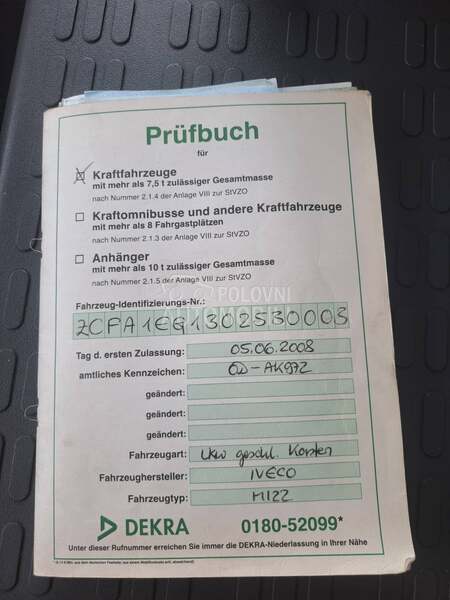 Prüfbuch
für
Kraftfahrzeuge
mit mehr als 7,5 t zulässiger Gesamtmasse
nach Nummer 2.1.4 der Anlage VIII zur StVZO
Kraftomnibusse und andere Kraftfahrzeuge
mit mehr als 8 Fahrgastplätzen
nach Nummer 2.1.3 der Anlage VIII zur StVZO
Anhänger
mit mehr als 10 t zulässiger Gesamtmasse
nach Nummer 2.1.5 der Anlage VIII zur StVZO
POLOVNI
Fahrzeug-Identifizierungs-Nr.:
ZCFA1EG1302530003
Tag d. ersten Zulassung: 05.06.2008
amtliches Kennzeichen: -AK972
geändert:
geändert:
geändert:
Fahrzeugart: Lkw geschl. Kasten
Fahrzeughersteller: IVECO
Fahrzeugtyp: M122
DEKRA 0180-52099*
Unter dieser Rufnummer erreichen Sie immer die DEKRA-Niederlassung in Ihrer Nähe